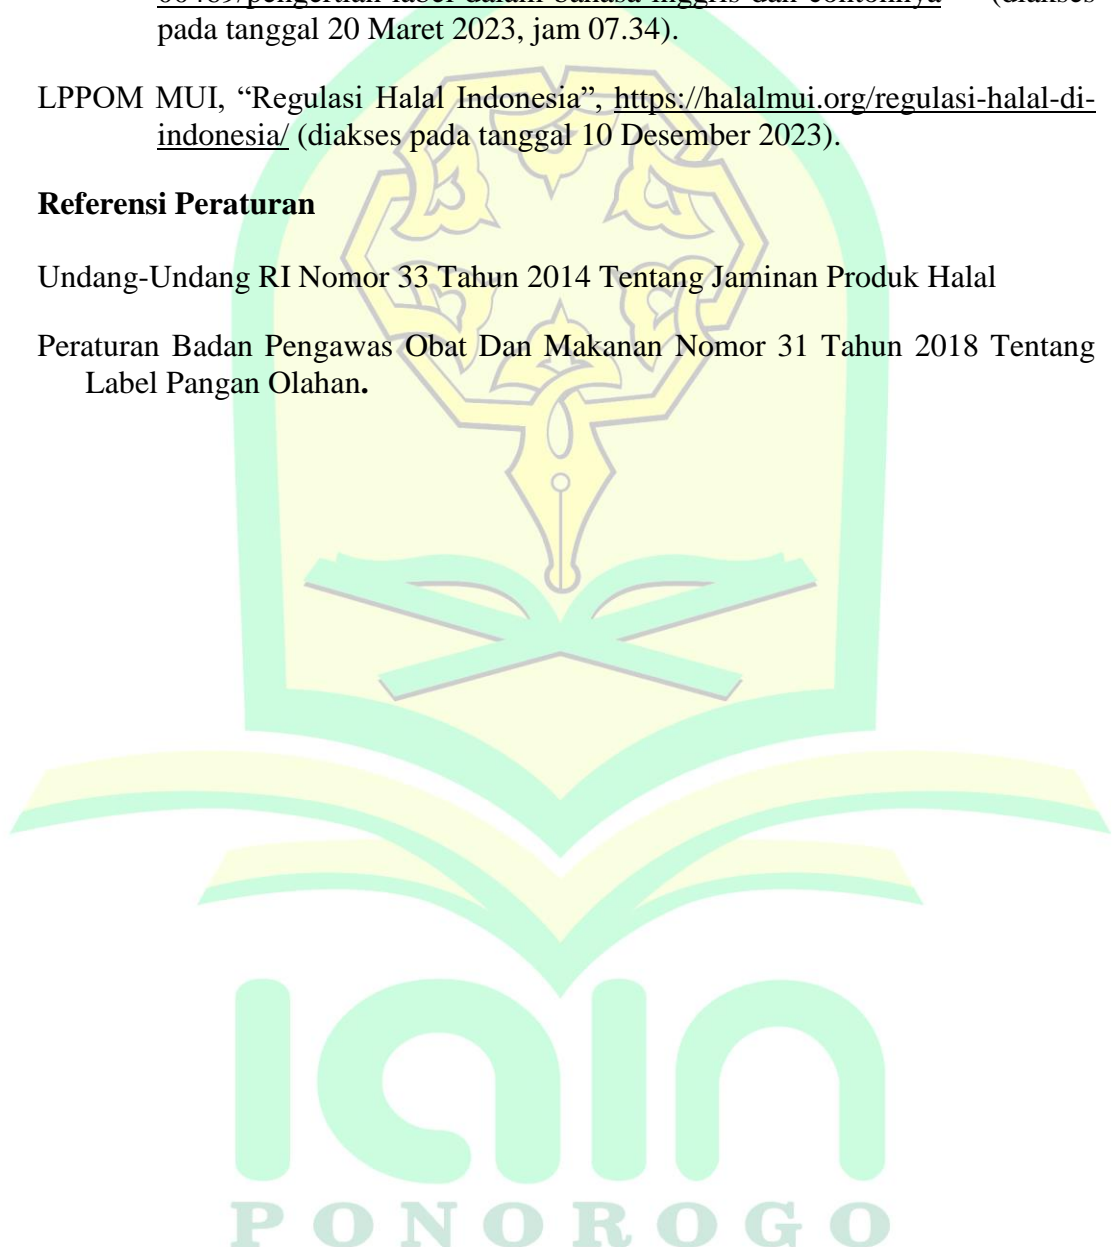 pada tanggal 20 Maret 2023, jam 07.34).
LPPOM MUI, “Regulasi Halal Indonesia”, https://halalmui.org/regulasi-halal-di-
indonesia/ (diakses pada tanggal 10 Desember 2023).
Referensi Peraturan
Undang-Undang RI Nomor 33 Tahun 2014 Tentang Jaminan Produk Halal
Peraturan Badan Pengawas Obat Dan Makanan Nomor 31 Tahun 2018 Tentang
Label Pangan Olahan.
iain
PONOROGO